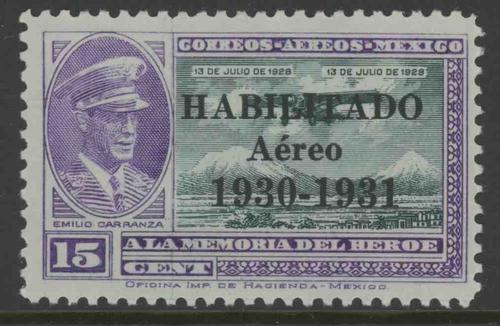 CORREOS-AEREOS-MEXICO
13 DE JULIO DE 1928 13 DE JULIO DE 1928
HABILITADO
Aéreo
1930-1931
EMILIO CARRANZA
15 A LA MEMORIA DEL HEROE
CENT
OFICINA IMP. DE HACIENDA-MEXICO.